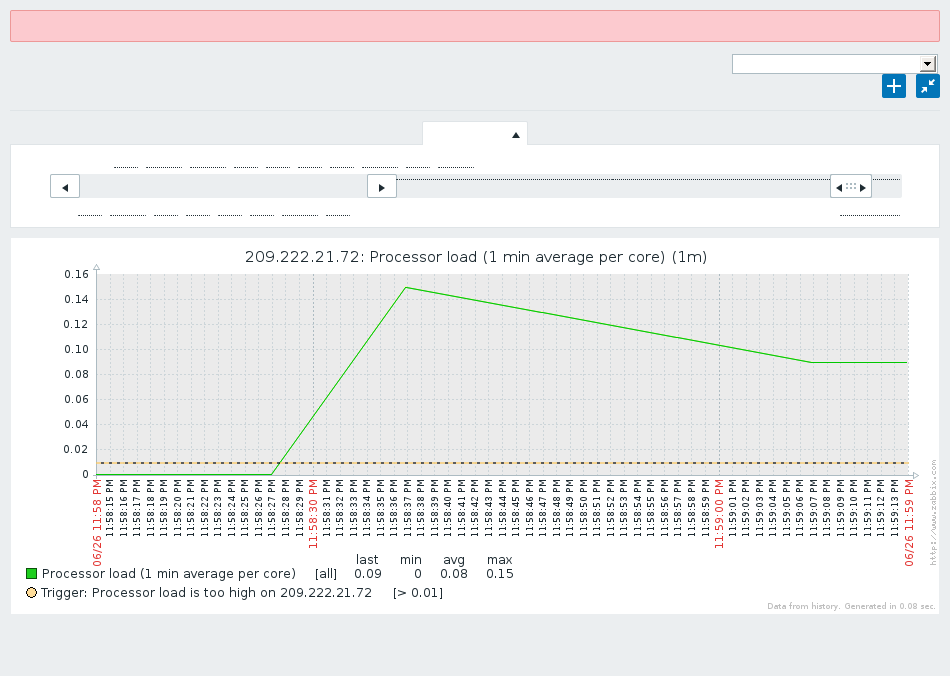 209.222.21.72: Processor load (1 min average per core) (1m)
0.16
0.14
0.12
0.10
0.08
0.06
0.04
0.02
0
06/26 11:58 PM
11:58:15 PM
11:58:16 PM
11:58:17 PM
11:58:18 PM
11:58:19 PM
11:58:20 PM
11:58:21 PM
11:58:22 PM
11:58:23 PM
11:58:24 PM
11:58:25 PM
11:58:26 PM
11:58:27 PM
11:58:28 PM
11:58:29 PM
11:58:30 PM
11:58:31 PM
11:58:32 PM
11:58:33 PM
11:58:34 PM
11:58:35 PM
11:58:36 PM
11:58:37 PM
11:58:38 PM
11:58:39 PM
11:58:40 PM
11:58:41 PM
11:58:42 PM
11:58:43 PM
11:58:44 PM
11:58:45 PM
11:58:46 PM
11:58:47 PM
11:58:48 PM
11:58:49 PM
11:58:50 PM
11:58:51 PM
11:58:52 PM
11:58:53 PM
11:58:54 PM
11:58:55 PM
11:58:56 PM
11:58:57 PM
11:58:58 PM
11:58:59 PM
11:59:00 PM
11:59:01 PM
11:59:02 PM
11:59:03 PM
11:59:04 PM
11:59:05 PM
11:59:06 PM
11:59:07 PM
11:59:08 PM
11:59:09 PM
11:59:10 PM
11:59:11 PM
11:59:12 PM
11:59:13 PM
06/26 11:59 PM
http://www.zabbix.com
last min avg max
Processor load (1 min average per core) [all] 0.09 0 0.08 0.15
Trigger: Processor load is too high on 209.222.21.72 [> 0.01]
Data from history. Generated in 0.08 sec.